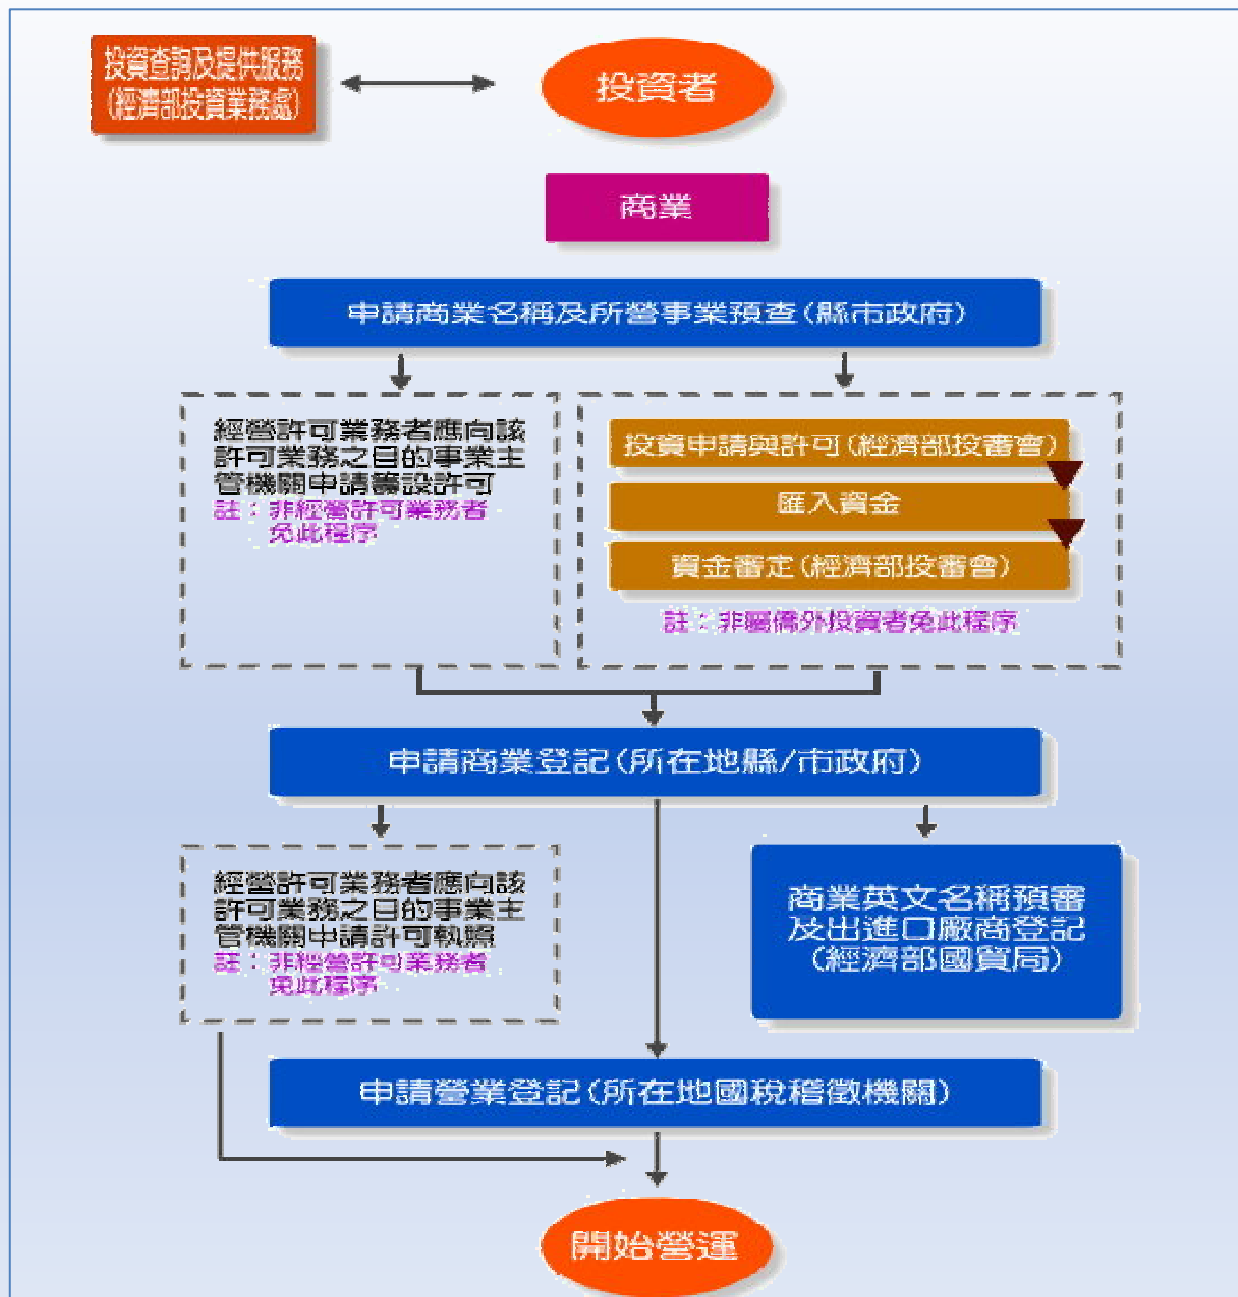 投資查詢及提供服務
(經濟部投資業務處)
投資者
商業
申請商業名稱及所營事業預查(縣市政府)
經營許可業務者應向該
許可業務之目的事業主
管機關申請籌設許可
註：非經營許可業務者
免此程序
投資申請與許可(經濟部投審會)
匯入資金
資金審定(經濟部投審會)
註：非屬僑外投資者免此程序
申請商業登記(所在地縣/市政府)
經營許可業務者應向該
許可業務之目的事業主
管機關申請許可執照
註：非經營許可業務者
免此程序
商業英文名稱預審
及出進口廠商登記
(經濟部國貿局)
申請營業登記(所在地國稅稽徵機關)
開始營運